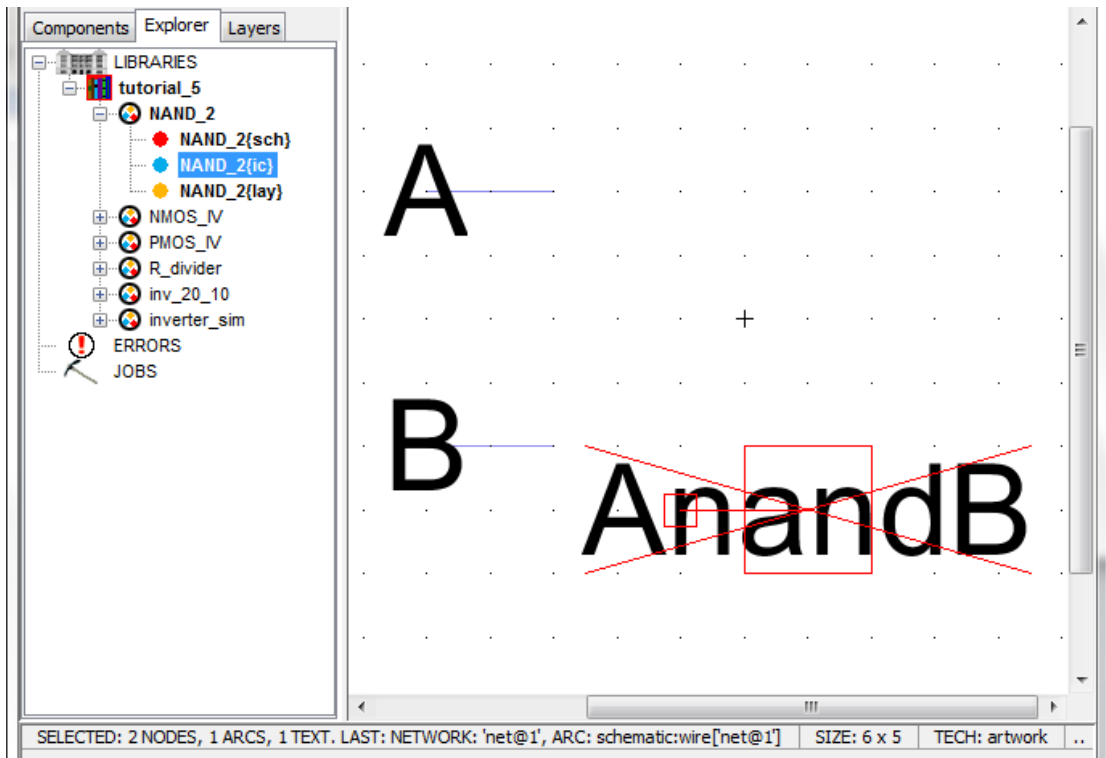 Components Explorer Layers
LIBRARIES
tutorial_5
NAND_2
NAND_2{sch}
NAND_2{ic}
NAND_2{lay}
NMOS_IV
PMOS_IV
R_divider
inv_20_10
inverter_sim
ERRORS
JOBS
A
B
AnandB
SELECTED: 2 NODES, 1 ARCS, 1 TEXT. LAST: NETWORK: 'net@1', ARC: schematic:wire['net@1'] SIZE: 6 x 5 TECH: artwork ..